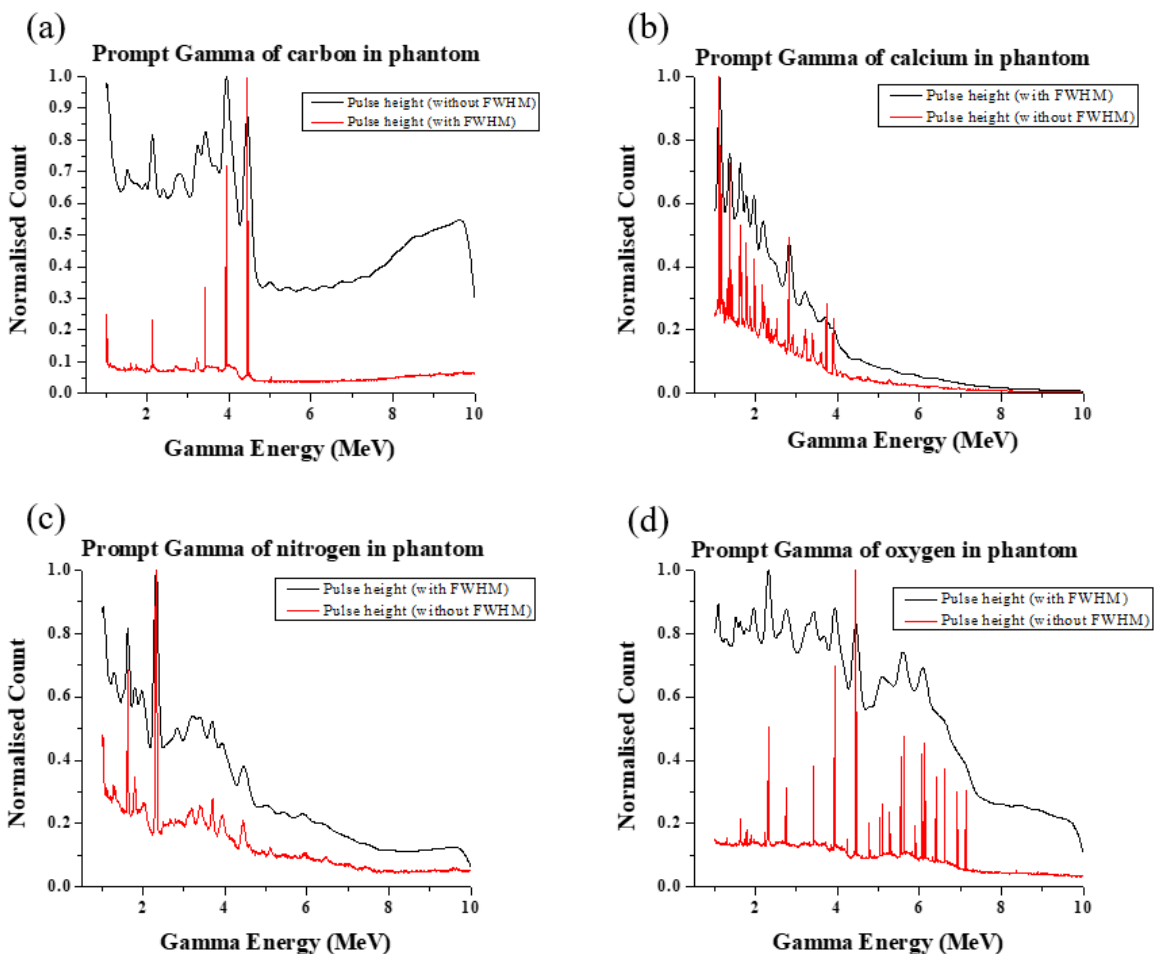 (a)
Prompt Gamma of carbon in phantom
Pulse height (without FWHM)
Pulse height (with FWHM)
Normalised Count
1.0
0.9
0.8
0.7
0.6
0.5
0.4
0.3
0.2
0.1
0.0
2 4 6 8 10
Gamma Energy (MeV)
(b)
Prompt Gamma of calcium in phantom
Pulse height (with FWHM)
Pulse height (without FWHM)
Normalised Count
1.0
0.8
0.6
0.4
0.2
0.0
2 4 6 8 10
Gamma Energy (MeV)
(c)
Prompt Gamma of nitrogen in phantom
Pulse height (with FWHM)
Pulse height (without FWHM)
Normalised Count
1.0
0.8
0.6
0.4
0.2
0.0
2 4 6 8 10
Gamma Energy (MeV)
(d)
Prompt Gamma of oxygen in phantom
Pulse height (with FWHM)
Pulse height (without FWHM)
Normalised Count
1.0
0.8
0.6
0.4
0.2
0.0
2 4 6 8 10
Gamma Energy (MeV)